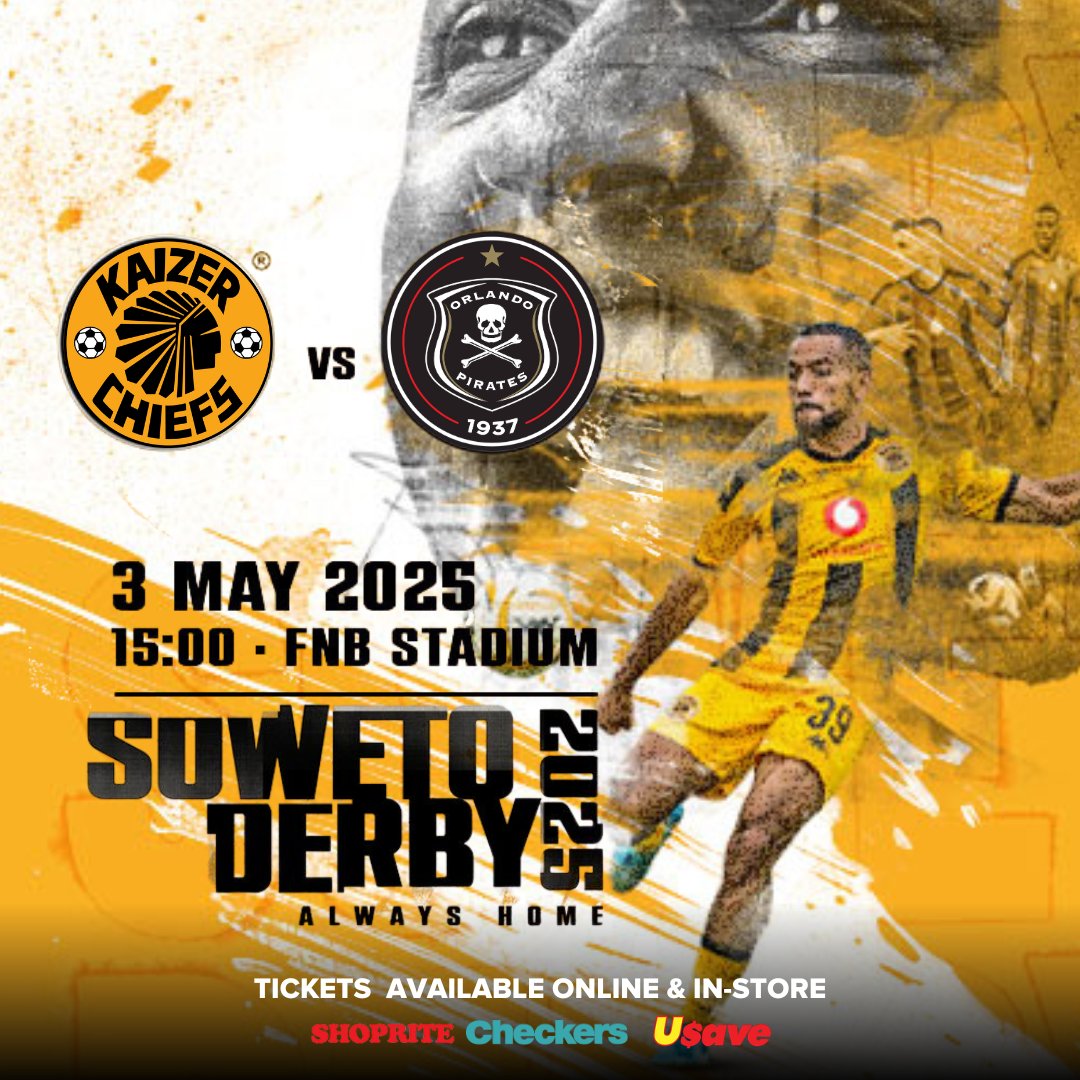 KAIZER
CHIEFS
®
VS
ORLANDO
PIRATES
1937
3 MAY 2025
15:00 · FNB STADIUM
SOWETO
DERBY
2025
ALWAYS HOME
39
TICKETS AVAILABLE ONLINE & IN-STORE
SHOPRITE Checkers U$ave